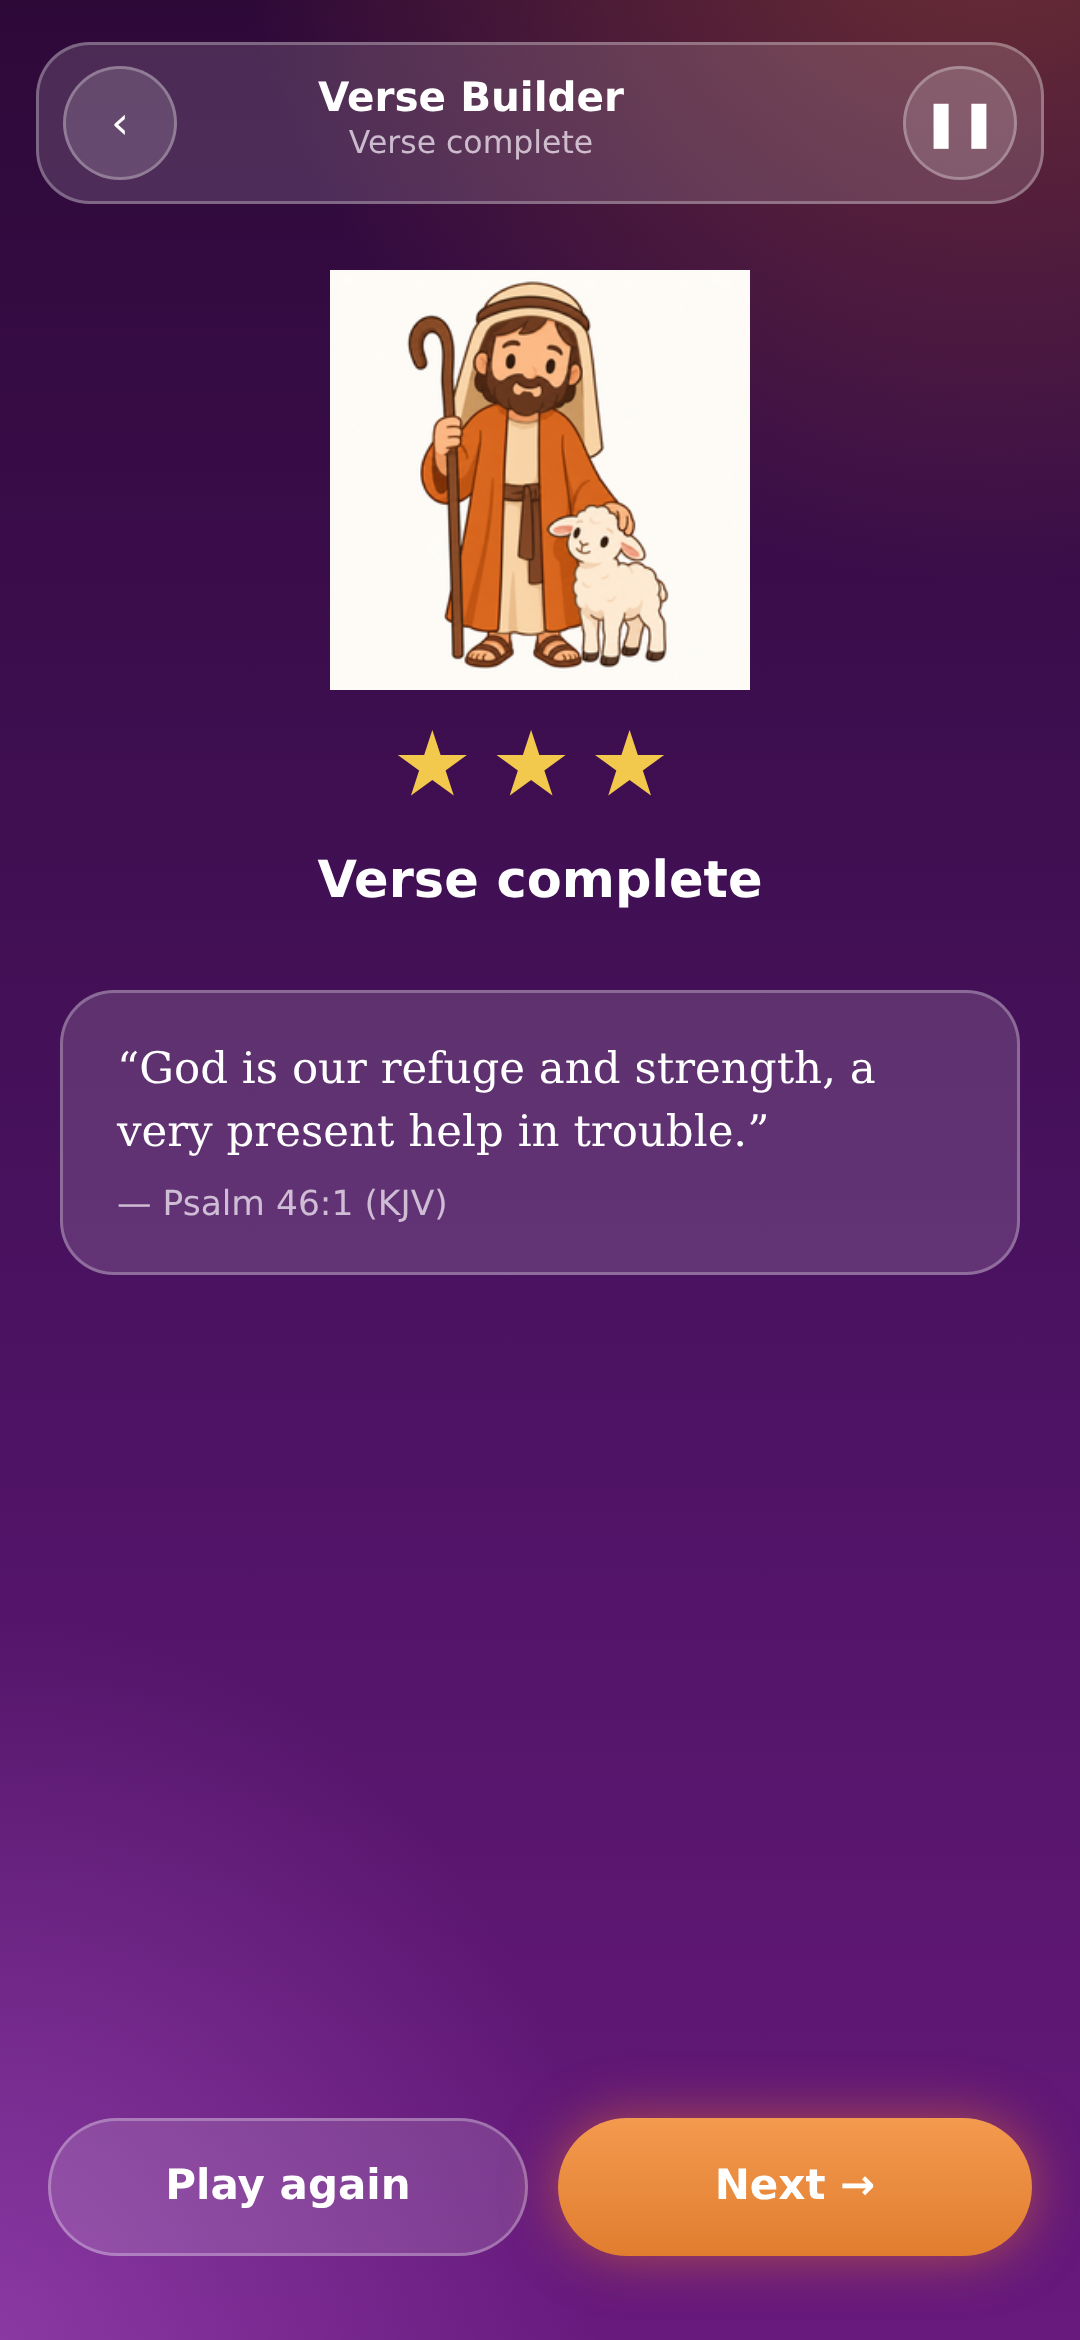 ‹
Verse Builder
Verse complete
Verse complete
“God is our refuge and strength, a
very present help in trouble.”
— Psalm 46:1 (KJV)
Play again
Next →